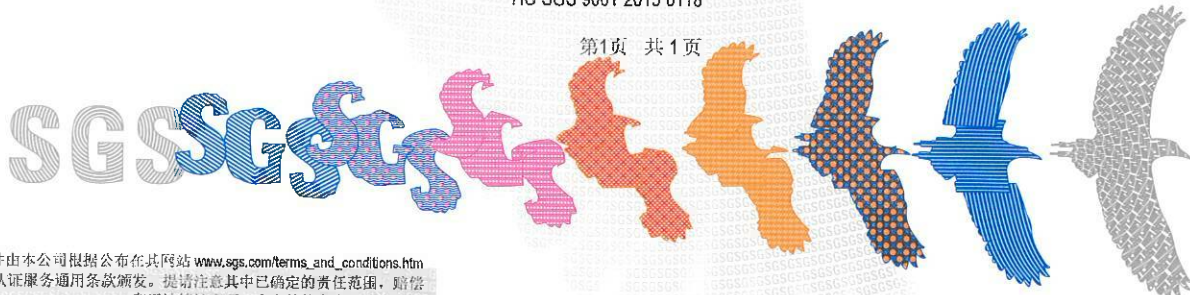 第1页 共1页
SGS SGS SGS
件由本公司根据公布在其网站 www.sgs.com/terms_and_conditions.htm
认证服务通用条款颁发。提请注意其中已确定的责任范围，赔偿